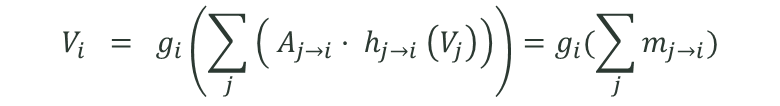 V_i = g_i(∑_j (A_{j→i} · h_{j→i}(V_j))) = g_i(∑_j m_{j→i})